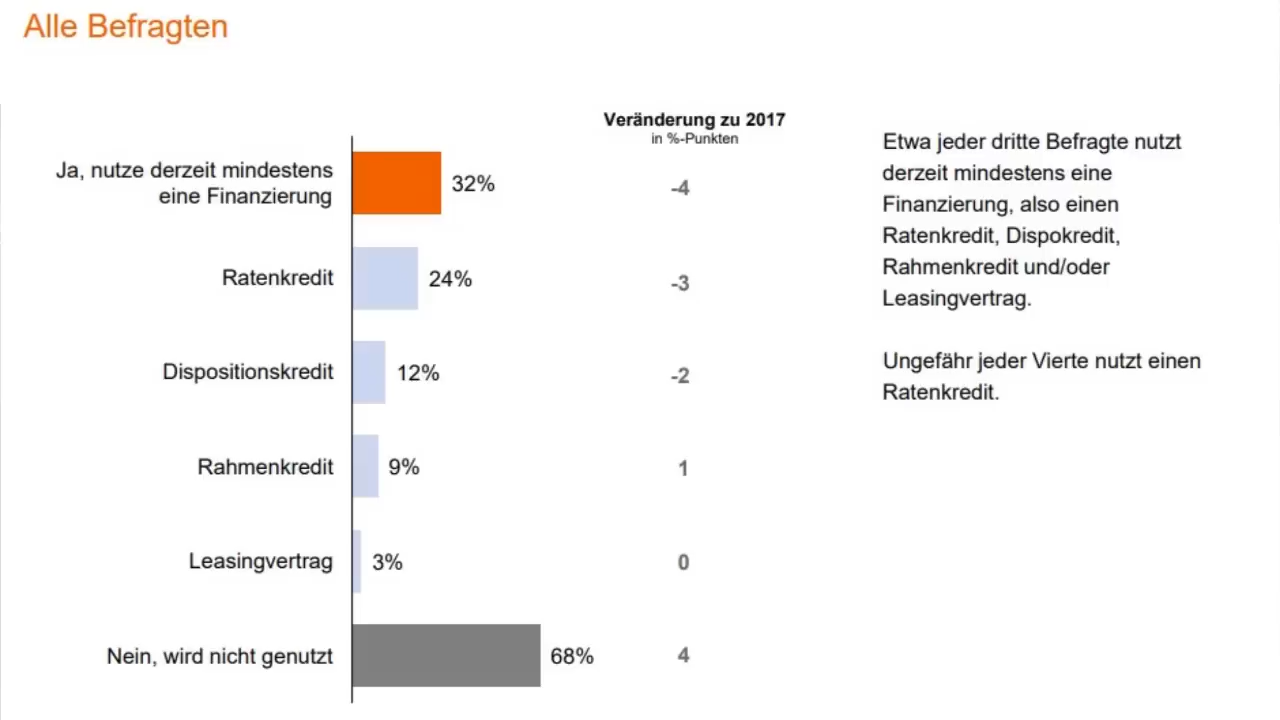 Alle Befragten
Veränderung zu 2017
in %-Punkten
Ja, nutze derzeit mindestens
eine Finanzierung
32%
-4
Ratenkredit
24%
-3
Dispositionskredit
12%
-2
Rahmenkredit
9%
1
Leasingvertrag
3%
0
Nein, wird nicht genutzt
68%
4
Etwa jeder dritte Befragte nutzt
derzeit mindestens eine
Finanzierung, also einen
Ratenkredit, Dispokredit,
Rahmenkredit und/oder
Leasingvertrag.
Ungefähr jeder Vierte nutzt einen
Ratenkredit.